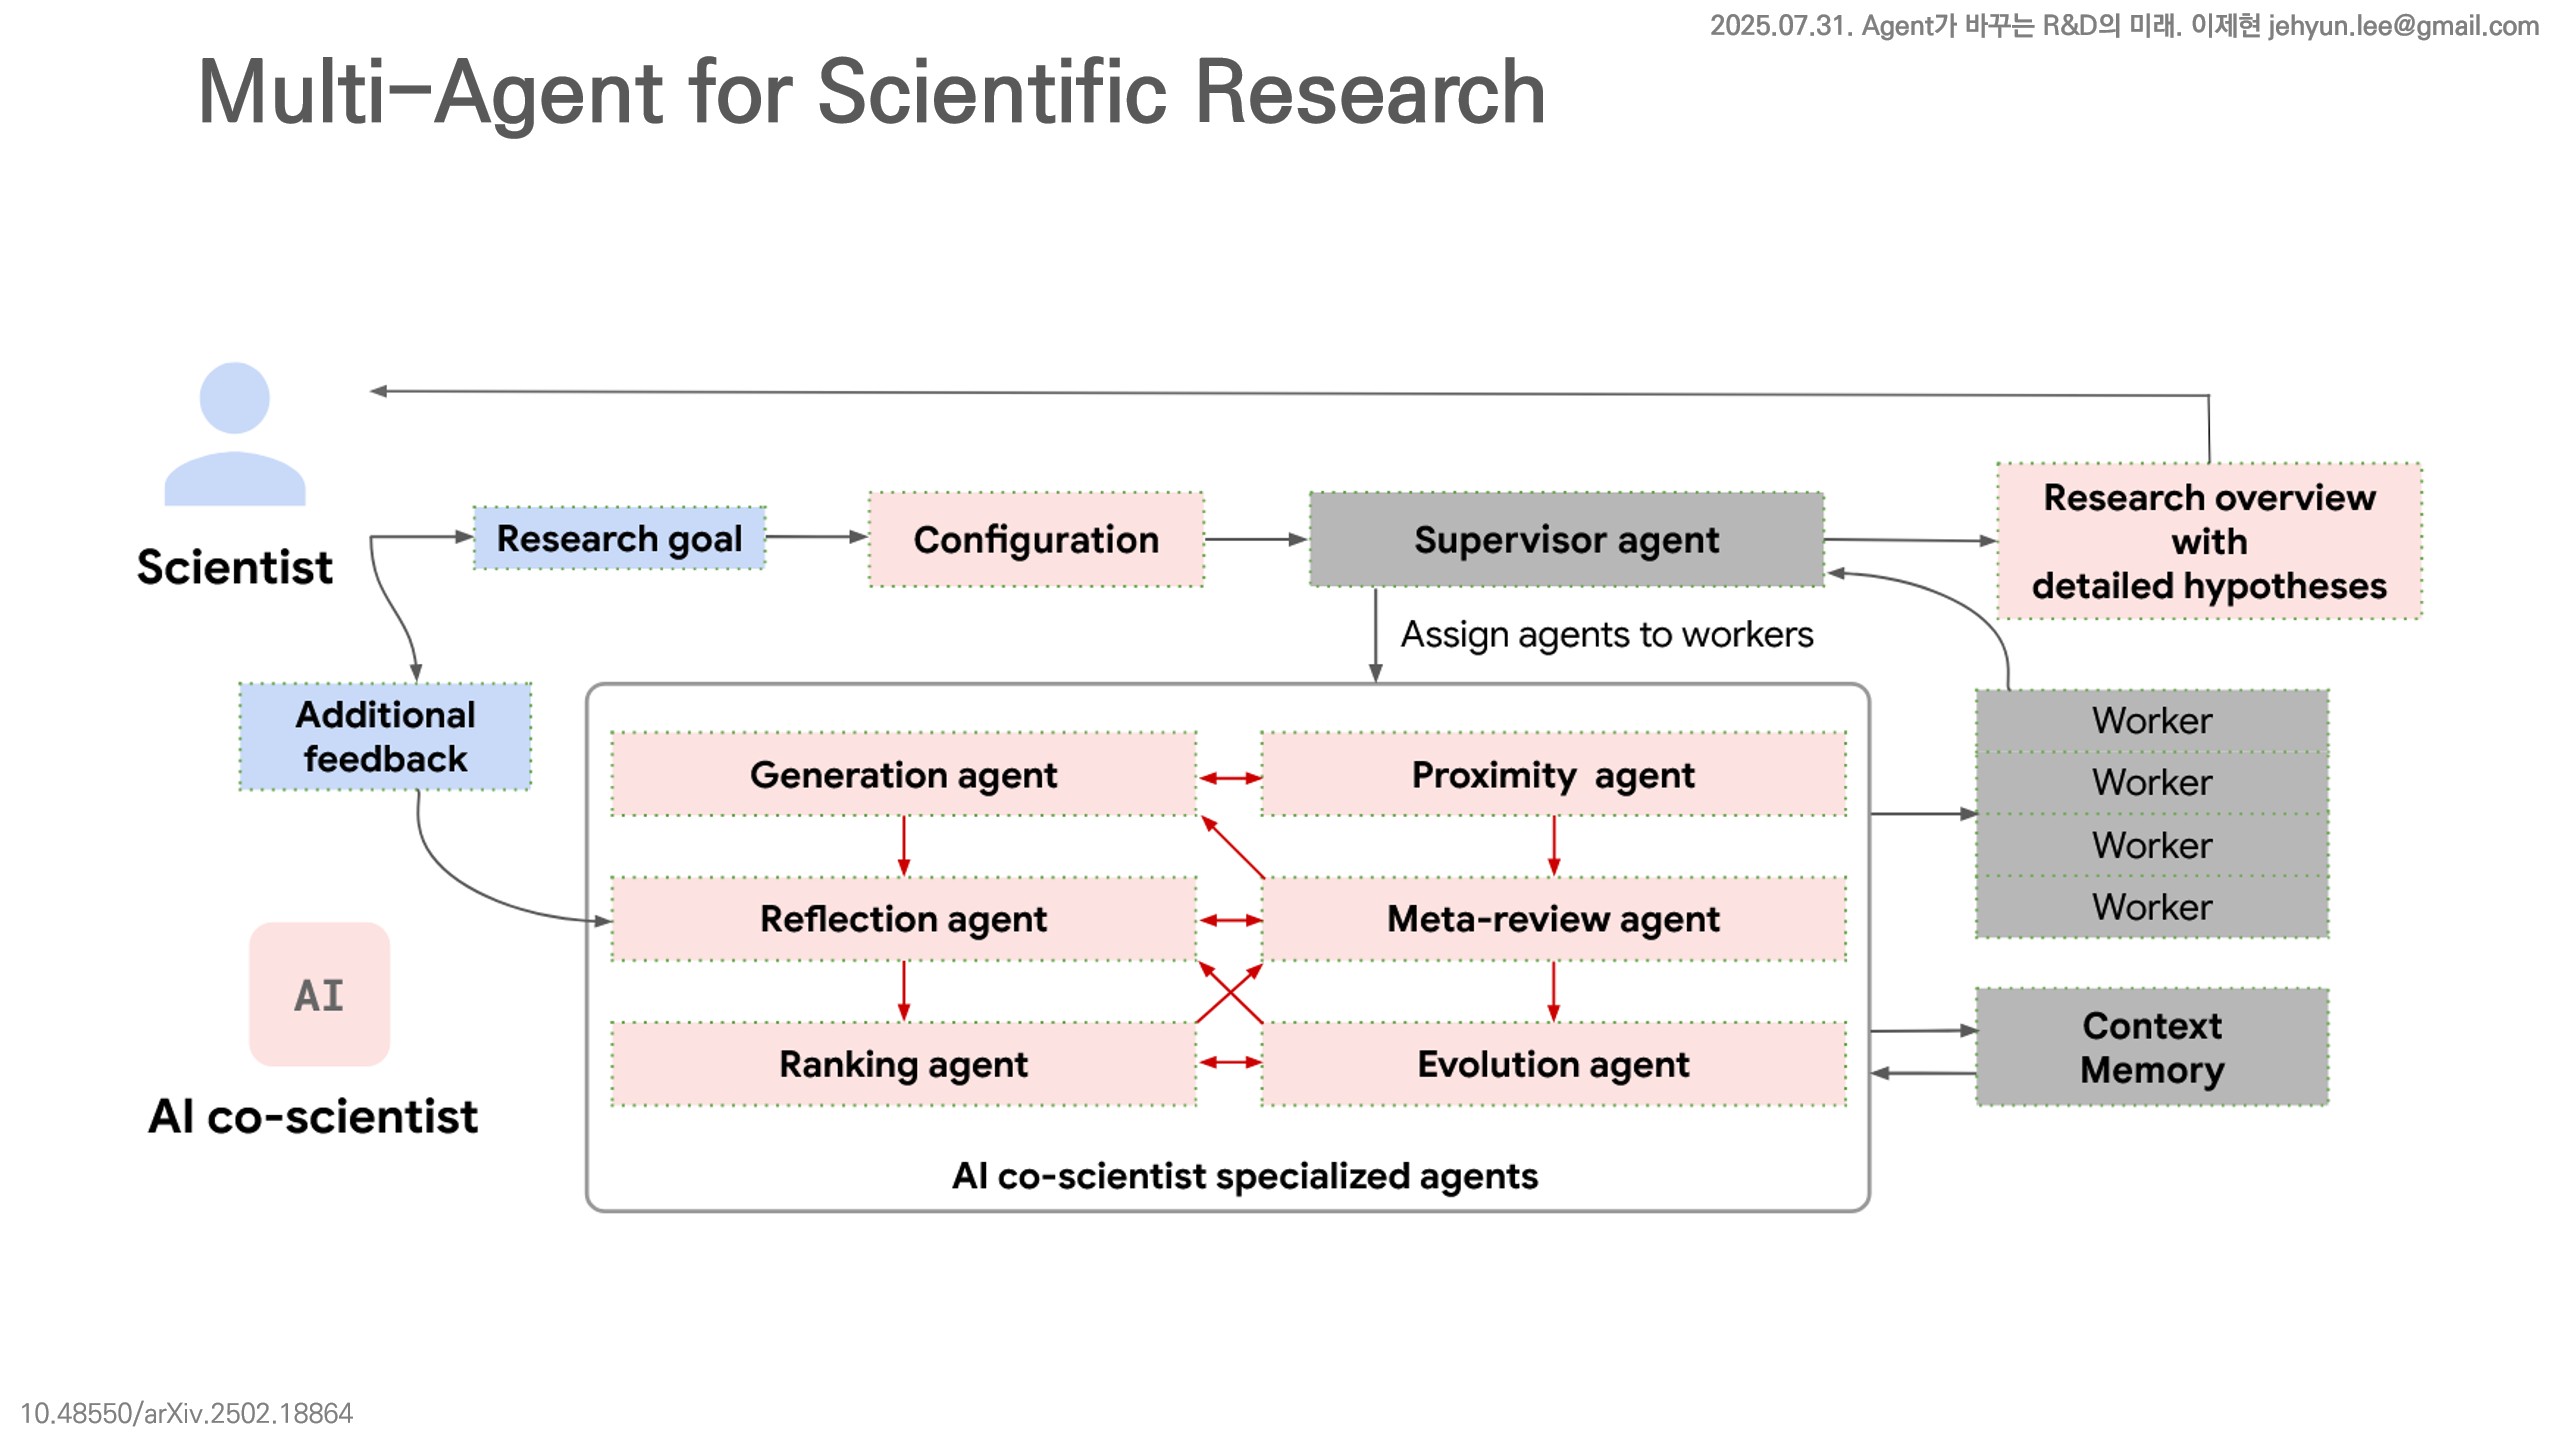 2025.07.31. Agent가 바꾸는 R&D의 미래. 이제현 jehyun.lee@gmail.com
Multi-Agent for Scientific Research
Scientist
Research goal
Configuration
Supervisor agent
Research overview
with
detailed hypotheses
Assign agents to workers
Additional
feedback
Generation agent
Proximity agent
Reflection agent
Meta-review agent
Ranking agent
Evolution agent
AI co-scientist specialized agents
Worker
Worker
Worker
Worker
Context
Memory
AI
AI co-scientist
10.48550/arXiv.2502.18864